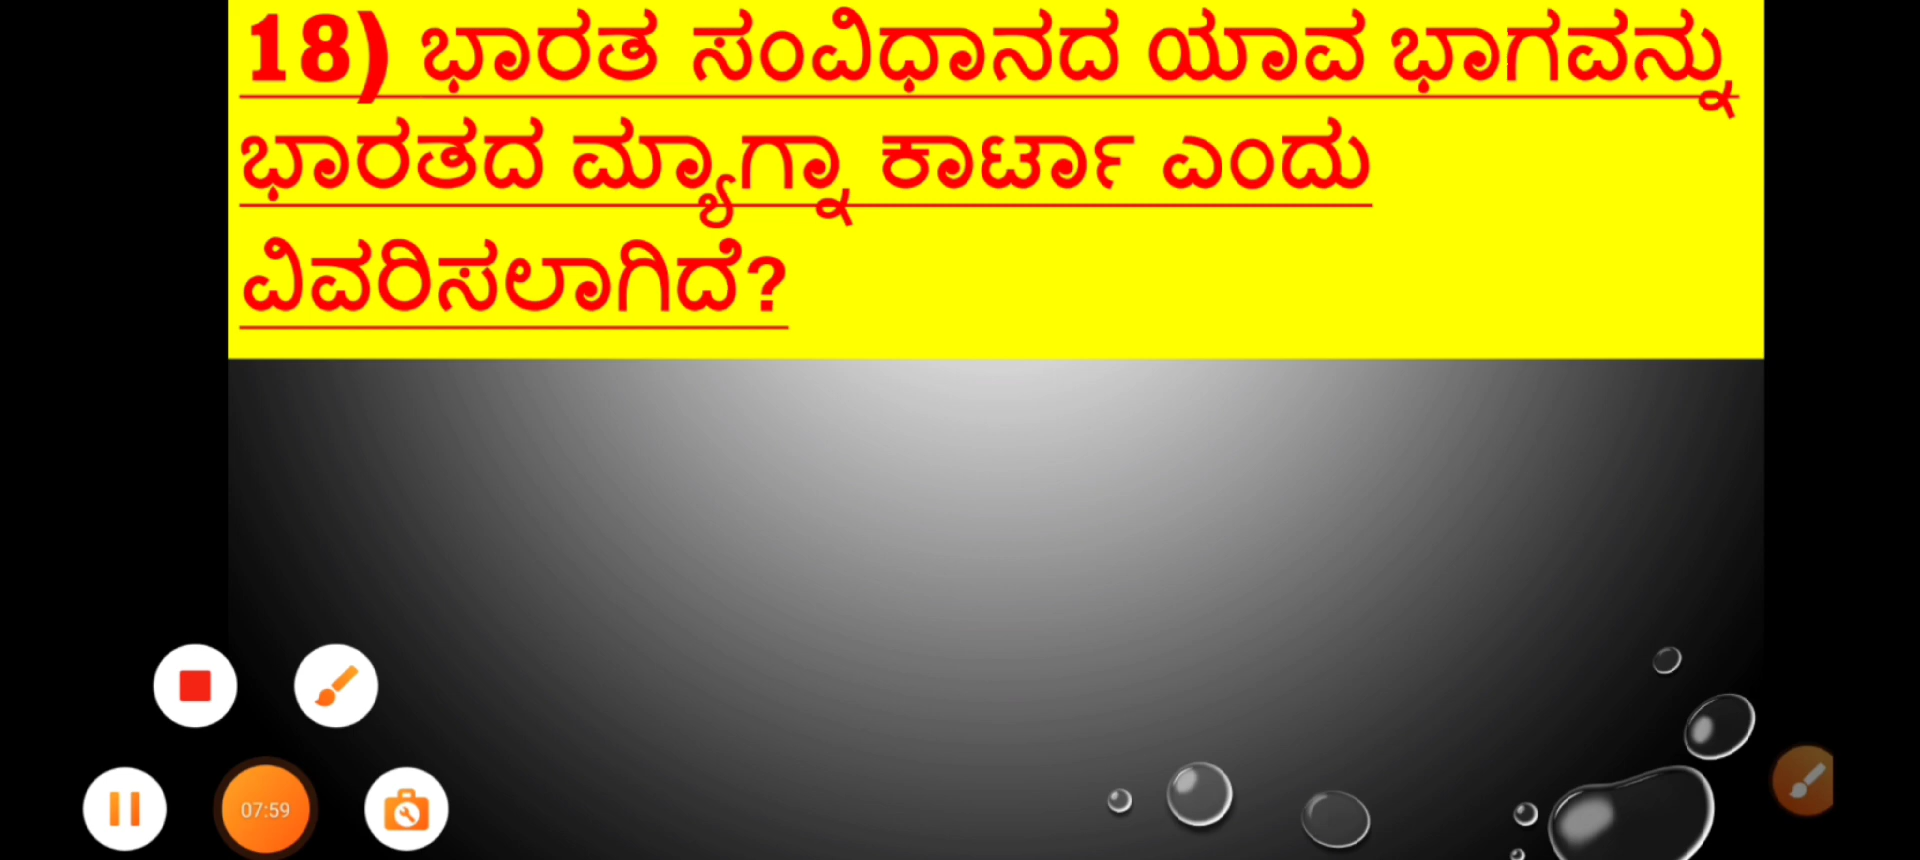 18) ಭಾರತ ಸಂವಿಧಾನದ ಯಾವ ಭಾಗವನ್ನು
ಭಾರತದ ಮ್ಯಾಗ್ನಾ ಕಾರ್ಟಾ ಎಂದು
ವಿವರಿಸಲಾಗಿದೆ?
07:59